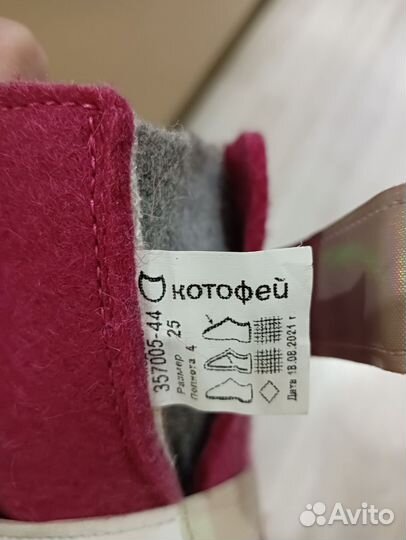 котофей
357005-44
Размер 25
Полнота 4
Дата 18.08.2021 г
Avito